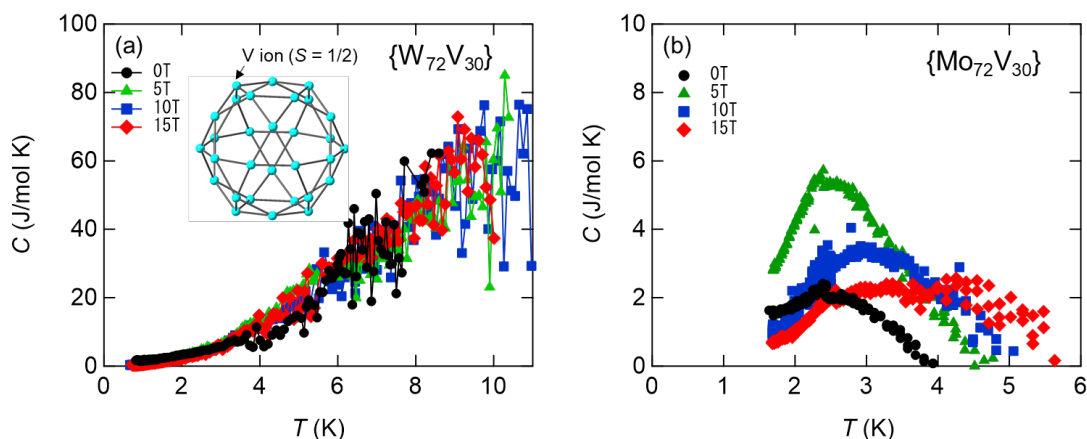 (a)
V ion (S = 1/2)
{W₇₂V₃₀}
0T
5T
10T
15T
C (J/mol K)
100
80
60
40
20
0
0 2 4 6 8 10
T (K)
(b)
{Mo₇₂V₃₀}
0T
5T
10T
15T
C (J/mol K)
10
8
6
4
2
0
0 1 2 3 4 5 6
T (K)